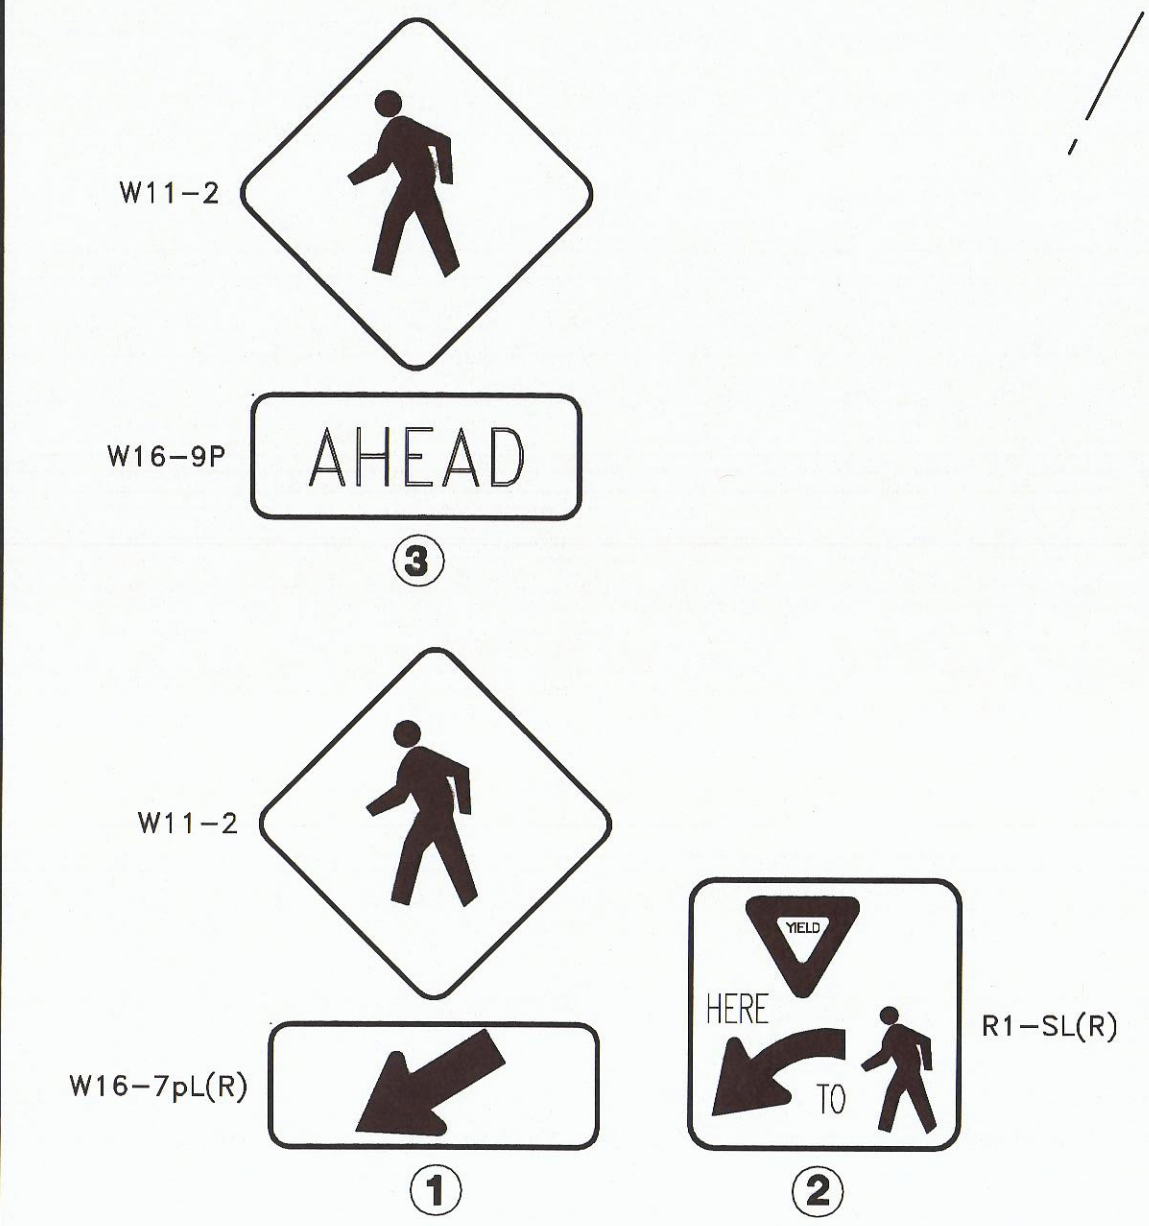 W11-2
W16-9P
AHEAD
3
W11-2
YIELD
HERE
TO
R1-SL(R)
W16-7pL(R)
1
2